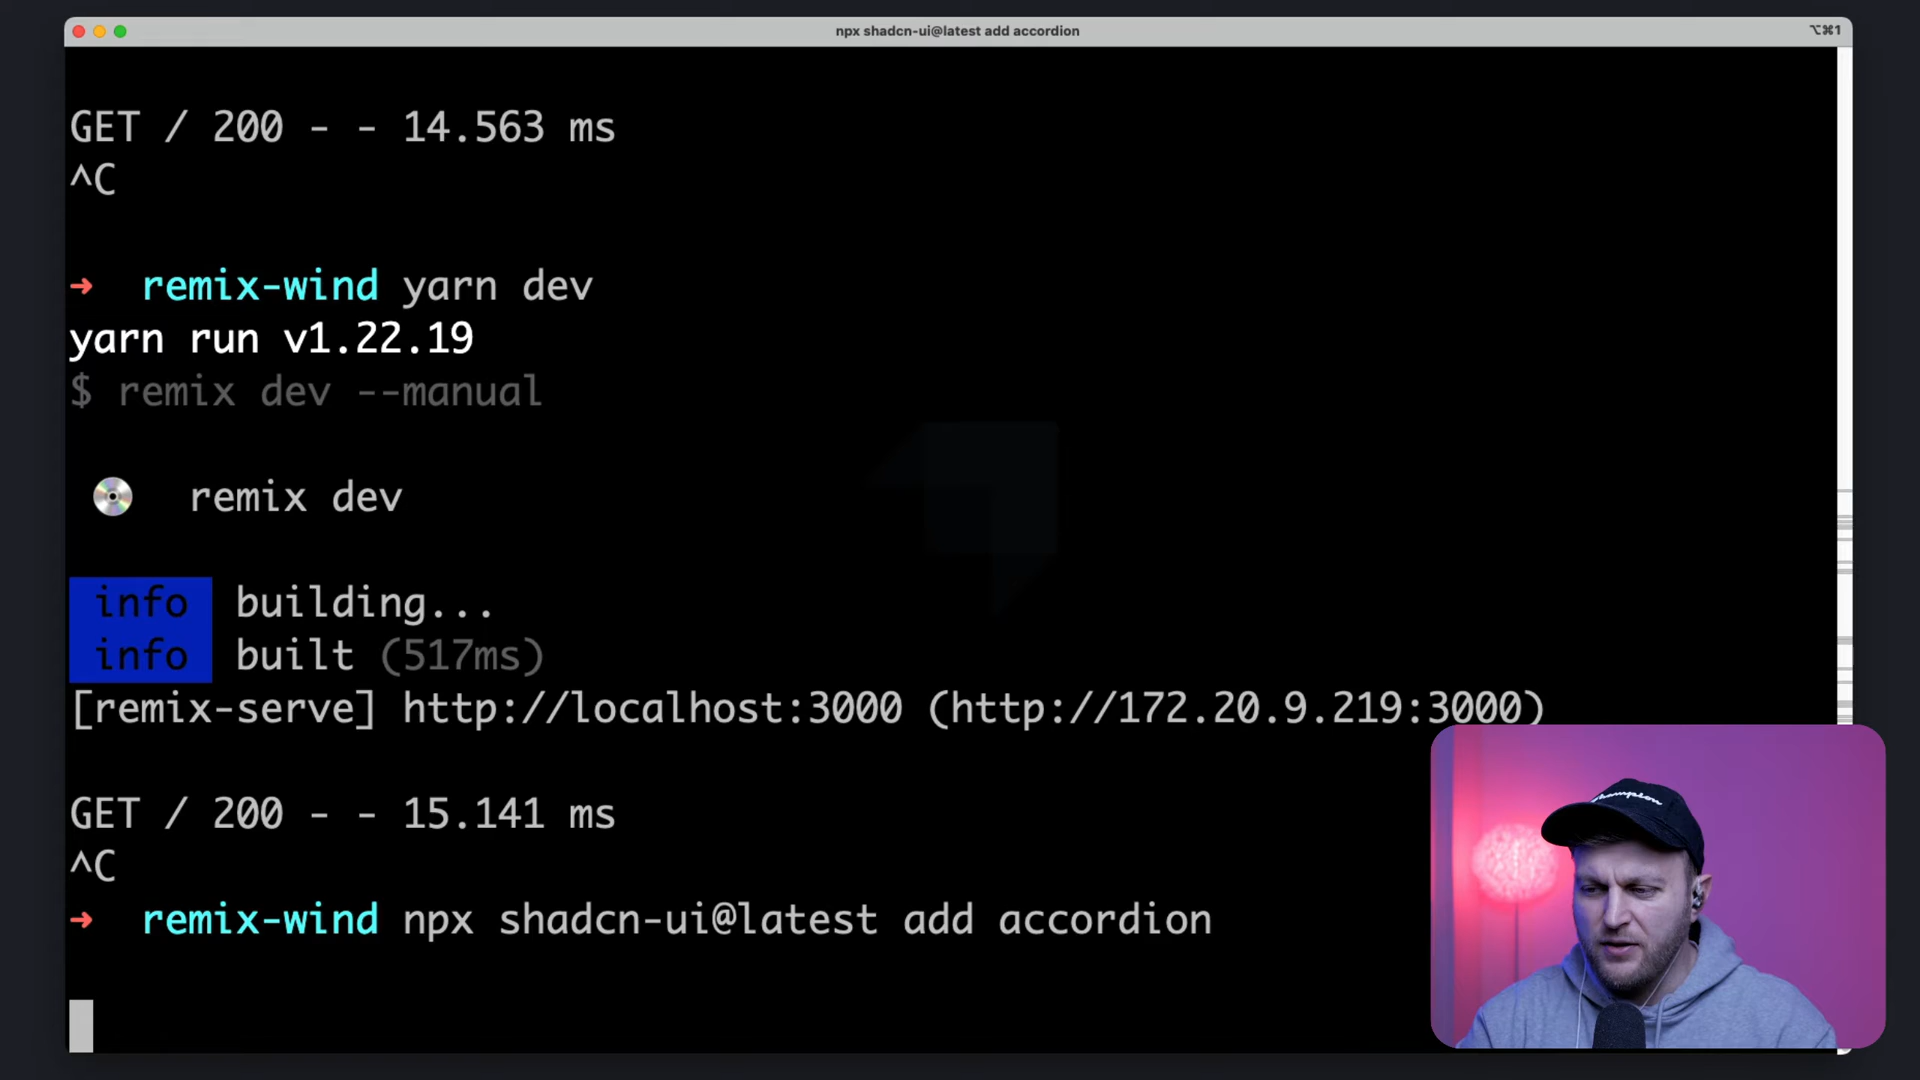 npx shadcn-ui@latest add accordion
⌥⌘1
GET / 200 - - 14.563 ms
^C
➜ remix-wind yarn dev
yarn run v1.22.19
$ remix dev --manual
💿 remix dev
info building...
info built (517ms)
[remix-serve] http://localhost:3000 (http://172.20.9.219:3000)
GET / 200 - - 15.141 ms
^C
➜ remix-wind npx shadcn-ui@latest add accordion
Champion